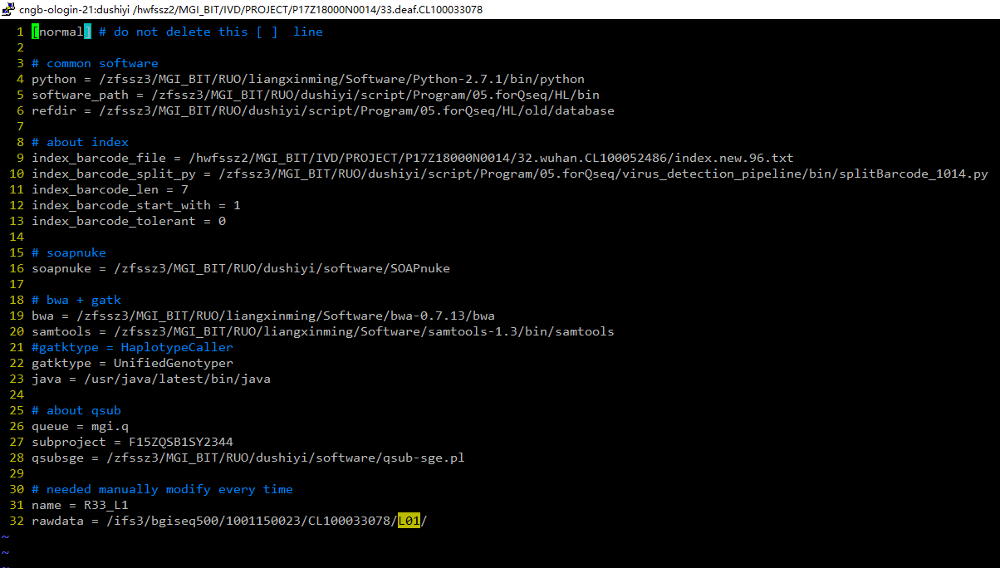 cngb-ologin-21:dushiyi /hwfssz2/MGI_BIT/IVD/PROJECT/P17Z18000N0014/33.deaf.CL100033078
1 [normal] # do not delete this [ ]  line
2
3 # common software
4 python = /zfssz3/MGI_BIT/RUO/liangxinming/Software/Python-2.7.1/bin/python
5 software_path = /zfssz3/MGI_BIT/RUO/dushiyi/script/Program/05.forQseq/HL/bin
6 refdir = /zfssz3/MGI_BIT/RUO/dushiyi/script/Program/05.forQseq/HL/old/database
7
8 # about index
9 index_barcode_file = /hwfssz2/MGI_BIT/IVD/PROJECT/P17Z18000N0014/32.wuhan.CL100052486/index.new.96.txt
10 index_barcode_split_py = /zfssz3/MGI_BIT/RUO/dushiyi/script/Program/05.forQseq/virus_detection_pipeline/bin/splitBarcode_1014.py
11 index_barcode_len = 7
12 index_barcode_start_with = 1
13 index_barcode_tolerant = 0
14
15 # soapnuke
16 soapnuke = /zfssz3/MGI_BIT/RUO/dushiyi/software/SOAPnuke
17
18 # bwa + gatk
19 bwa = /zfssz3/MGI_BIT/RUO/liangxinming/Software/bwa-0.7.13/bwa
20 samtools = /zfssz3/MGI_BIT/RUO/liangxinming/Software/samtools-1.3/bin/samtools
21 #gatktype = HaplotypeCaller
22 gatktype = UnifiedGenotyper
23 java = /usr/java/latest/bin/java
24
25 # about qsub
26 queue = mgi.q
27 subproject = F15ZQSB1SY2344
28 qsubsge = /zfssz3/MGI_BIT/RUO/dushiyi/software/qsub-sge.pl
29
30 # needed manually modify every time
31 name = R33_L1
32 rawdata = /ifs3/bgiseq500/1001150023/CL100033078/L01/
~
~